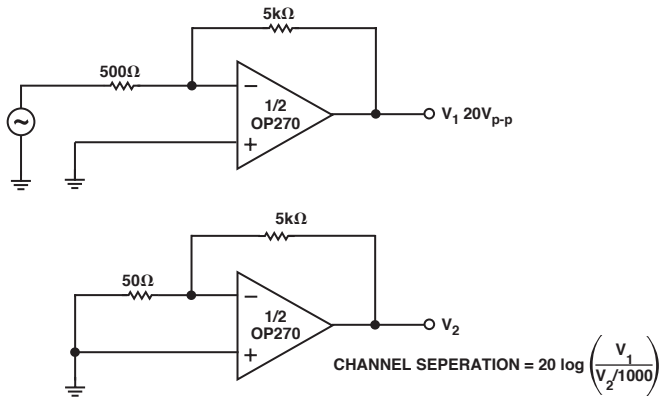 5kΩ
500Ω
1/2
OP270
V1 20Vp-p
5kΩ
50Ω
1/2
OP270
V2
CHANNEL SEPERATION = 20 log (V1 / V2/1000)